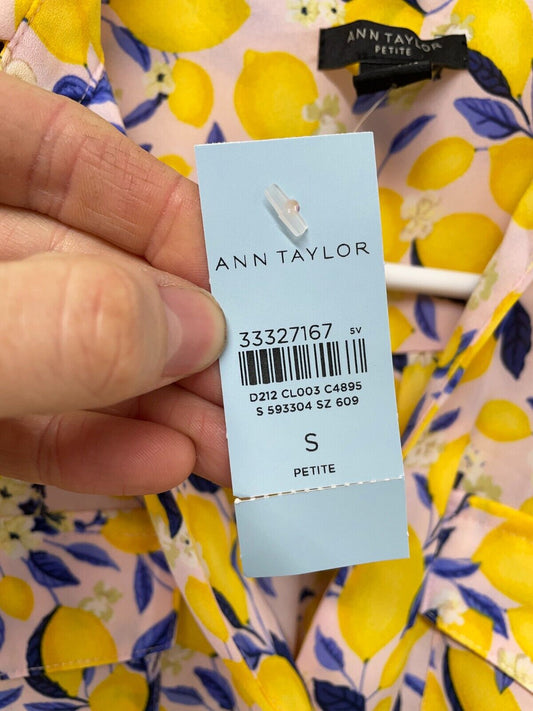 ANN TAYLOR
PETITE
ANN TAYLOR
33327167 SV
D212 CL003 C4895
S 593304 SZ 609
S
PETITE